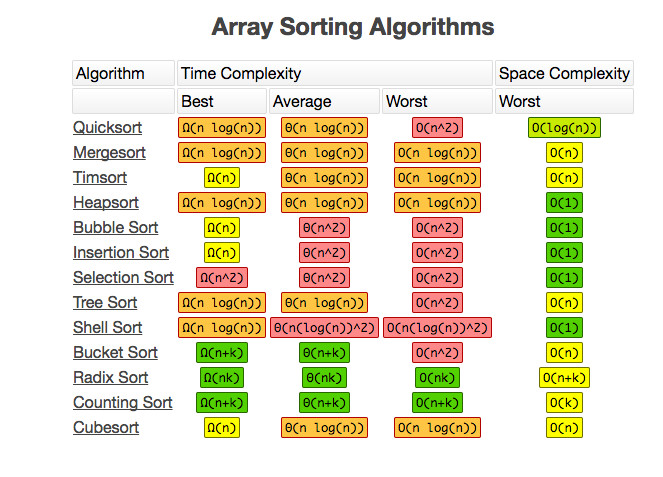 Array Sorting Algorithms
Algorithm Time Complexity Space Complexity
Best Average Worst Worst
Quicksort Ω(n log(n)) Θ(n log(n)) O(n^2) O(log(n))
Mergesort Ω(n log(n)) Θ(n log(n)) O(n log(n)) O(n)
Timsort Ω(n) Θ(n log(n)) O(n log(n)) O(n)
Heapsort Ω(n log(n)) Θ(n log(n)) O(n log(n)) O(1)
Bubble Sort Ω(n) Θ(n^2) O(n^2) O(1)
Insertion Sort Ω(n) Θ(n^2) O(n^2) O(1)
Selection Sort Ω(n^2) Θ(n^2) O(n^2) O(1)
Tree Sort Ω(n log(n)) Θ(n log(n)) O(n^2) O(n)
Shell Sort Ω(n log(n)) Θ(n(log(n))^2) O(n(log(n))^2) O(1)
Bucket Sort Ω(n+k) Θ(n+k) O(n^2) O(n)
Radix Sort Ω(nk) Θ(nk) O(nk) O(n+k)
Counting Sort Ω(n+k) Θ(n+k) O(n+k) O(k)
Cubesort Ω(n) Θ(n log(n)) O(n log(n)) O(n)